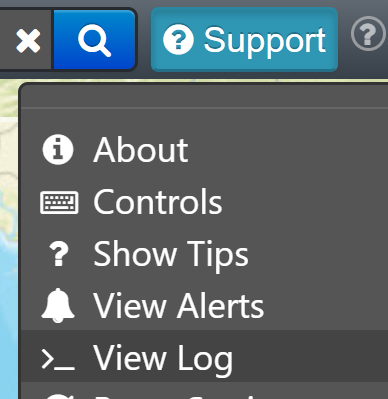 Support
About
Controls
Show Tips
View Alerts
View Log